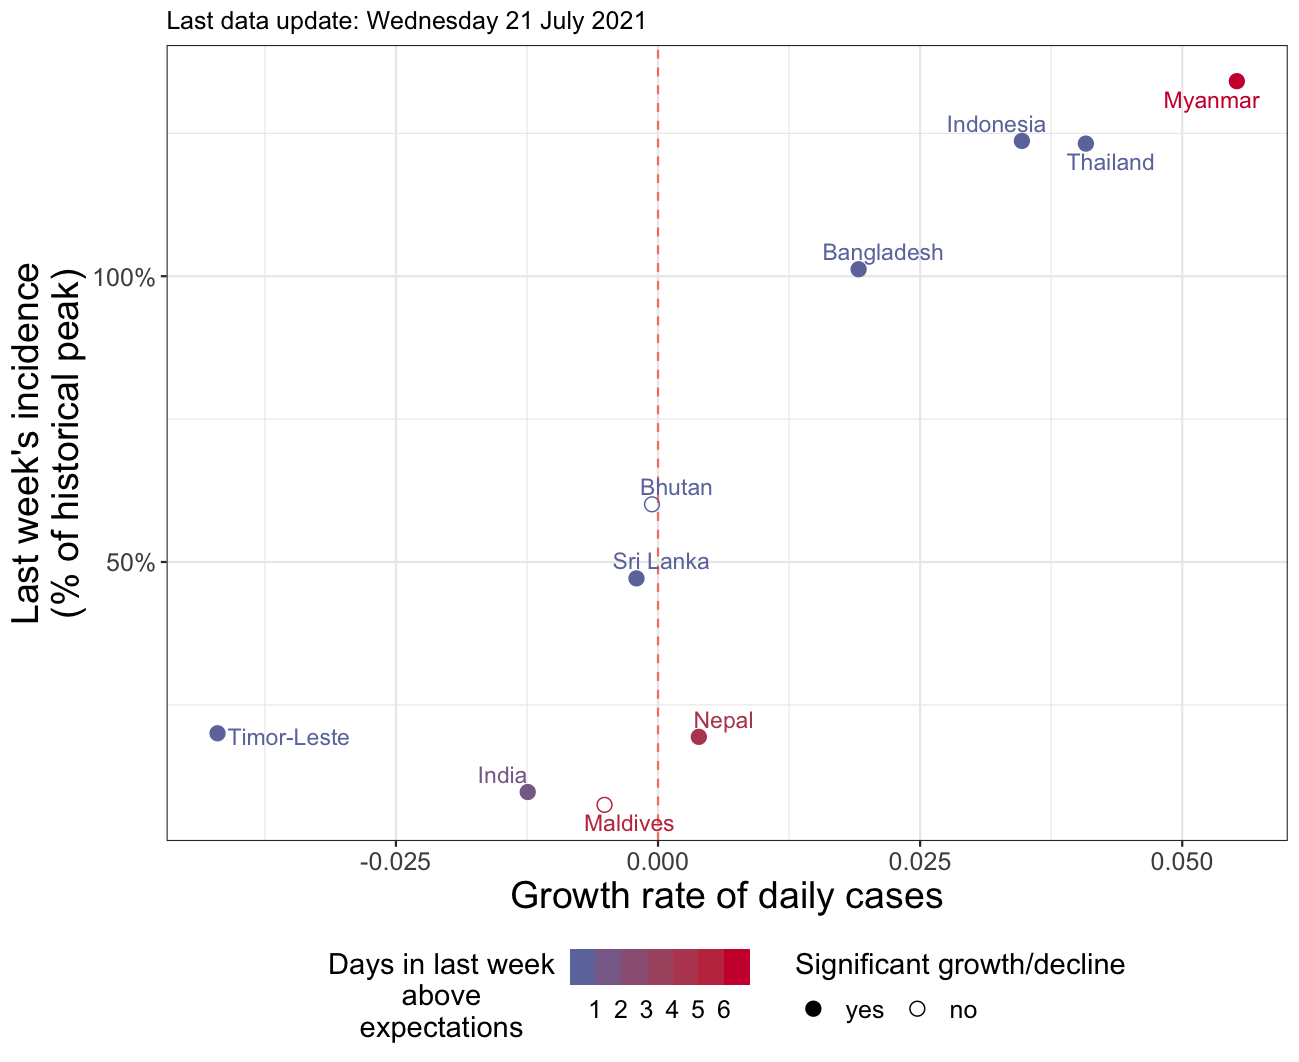 Last data update: Wednesday 21 July 2021
Myanmar
Indonesia
Thailand
Bangladesh
100%
Last week's incidence
(% of historical peak)
Bhutan
50%
Sri Lanka
Nepal
Timor-Leste
India
Maldives
-0.025
0.000
0.025
0.050
Growth rate of daily cases
Days in last week
above
expectations
1 2 3 4 5 6
Significant growth/decline
yes
no